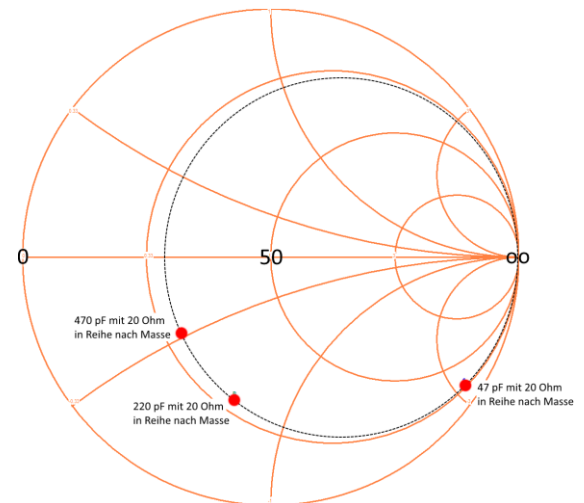 0
50
oo
470 pF mit 20 Ohm
in Reihe nach Masse
220 pF mit 20 Ohm
in Reihe nach Masse
47 pF mit 20 Ohm
in Reihe nach Masse